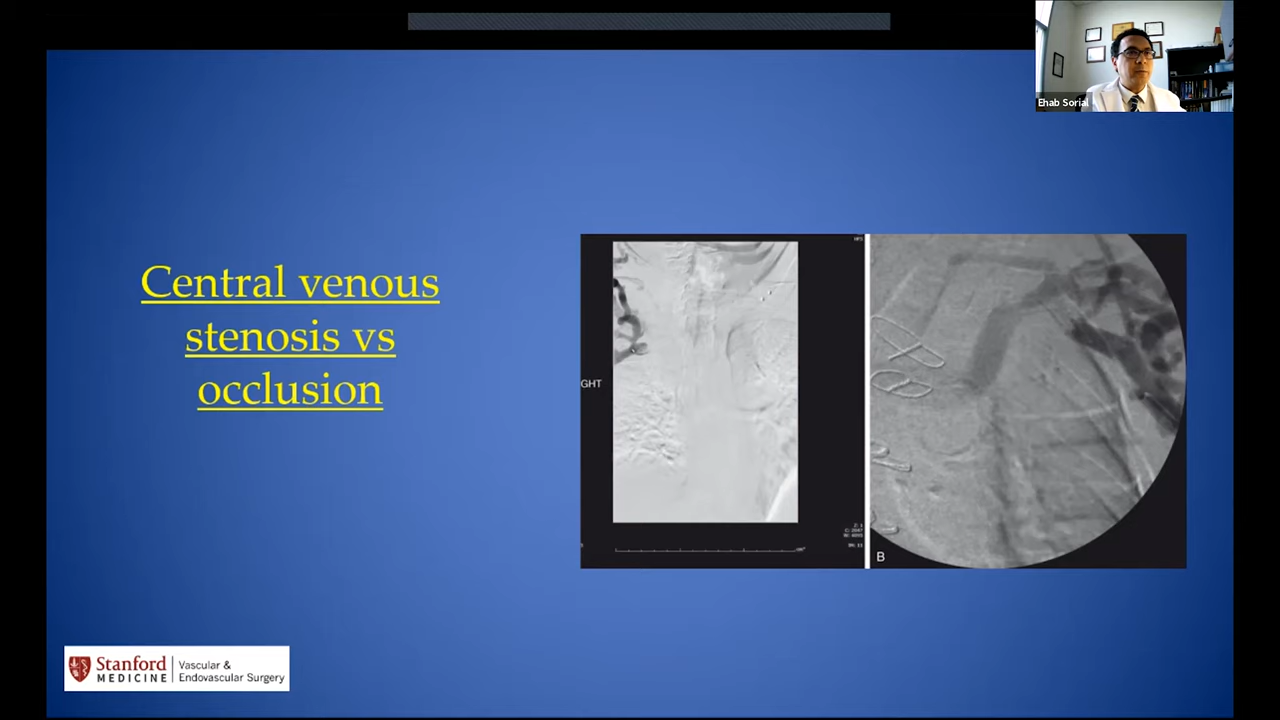 Ehab Sorial
Central venous
stenosis vs
occlusion
GHT
B
Stanford
MEDICINE
Vascular &
Endovascular Surgery